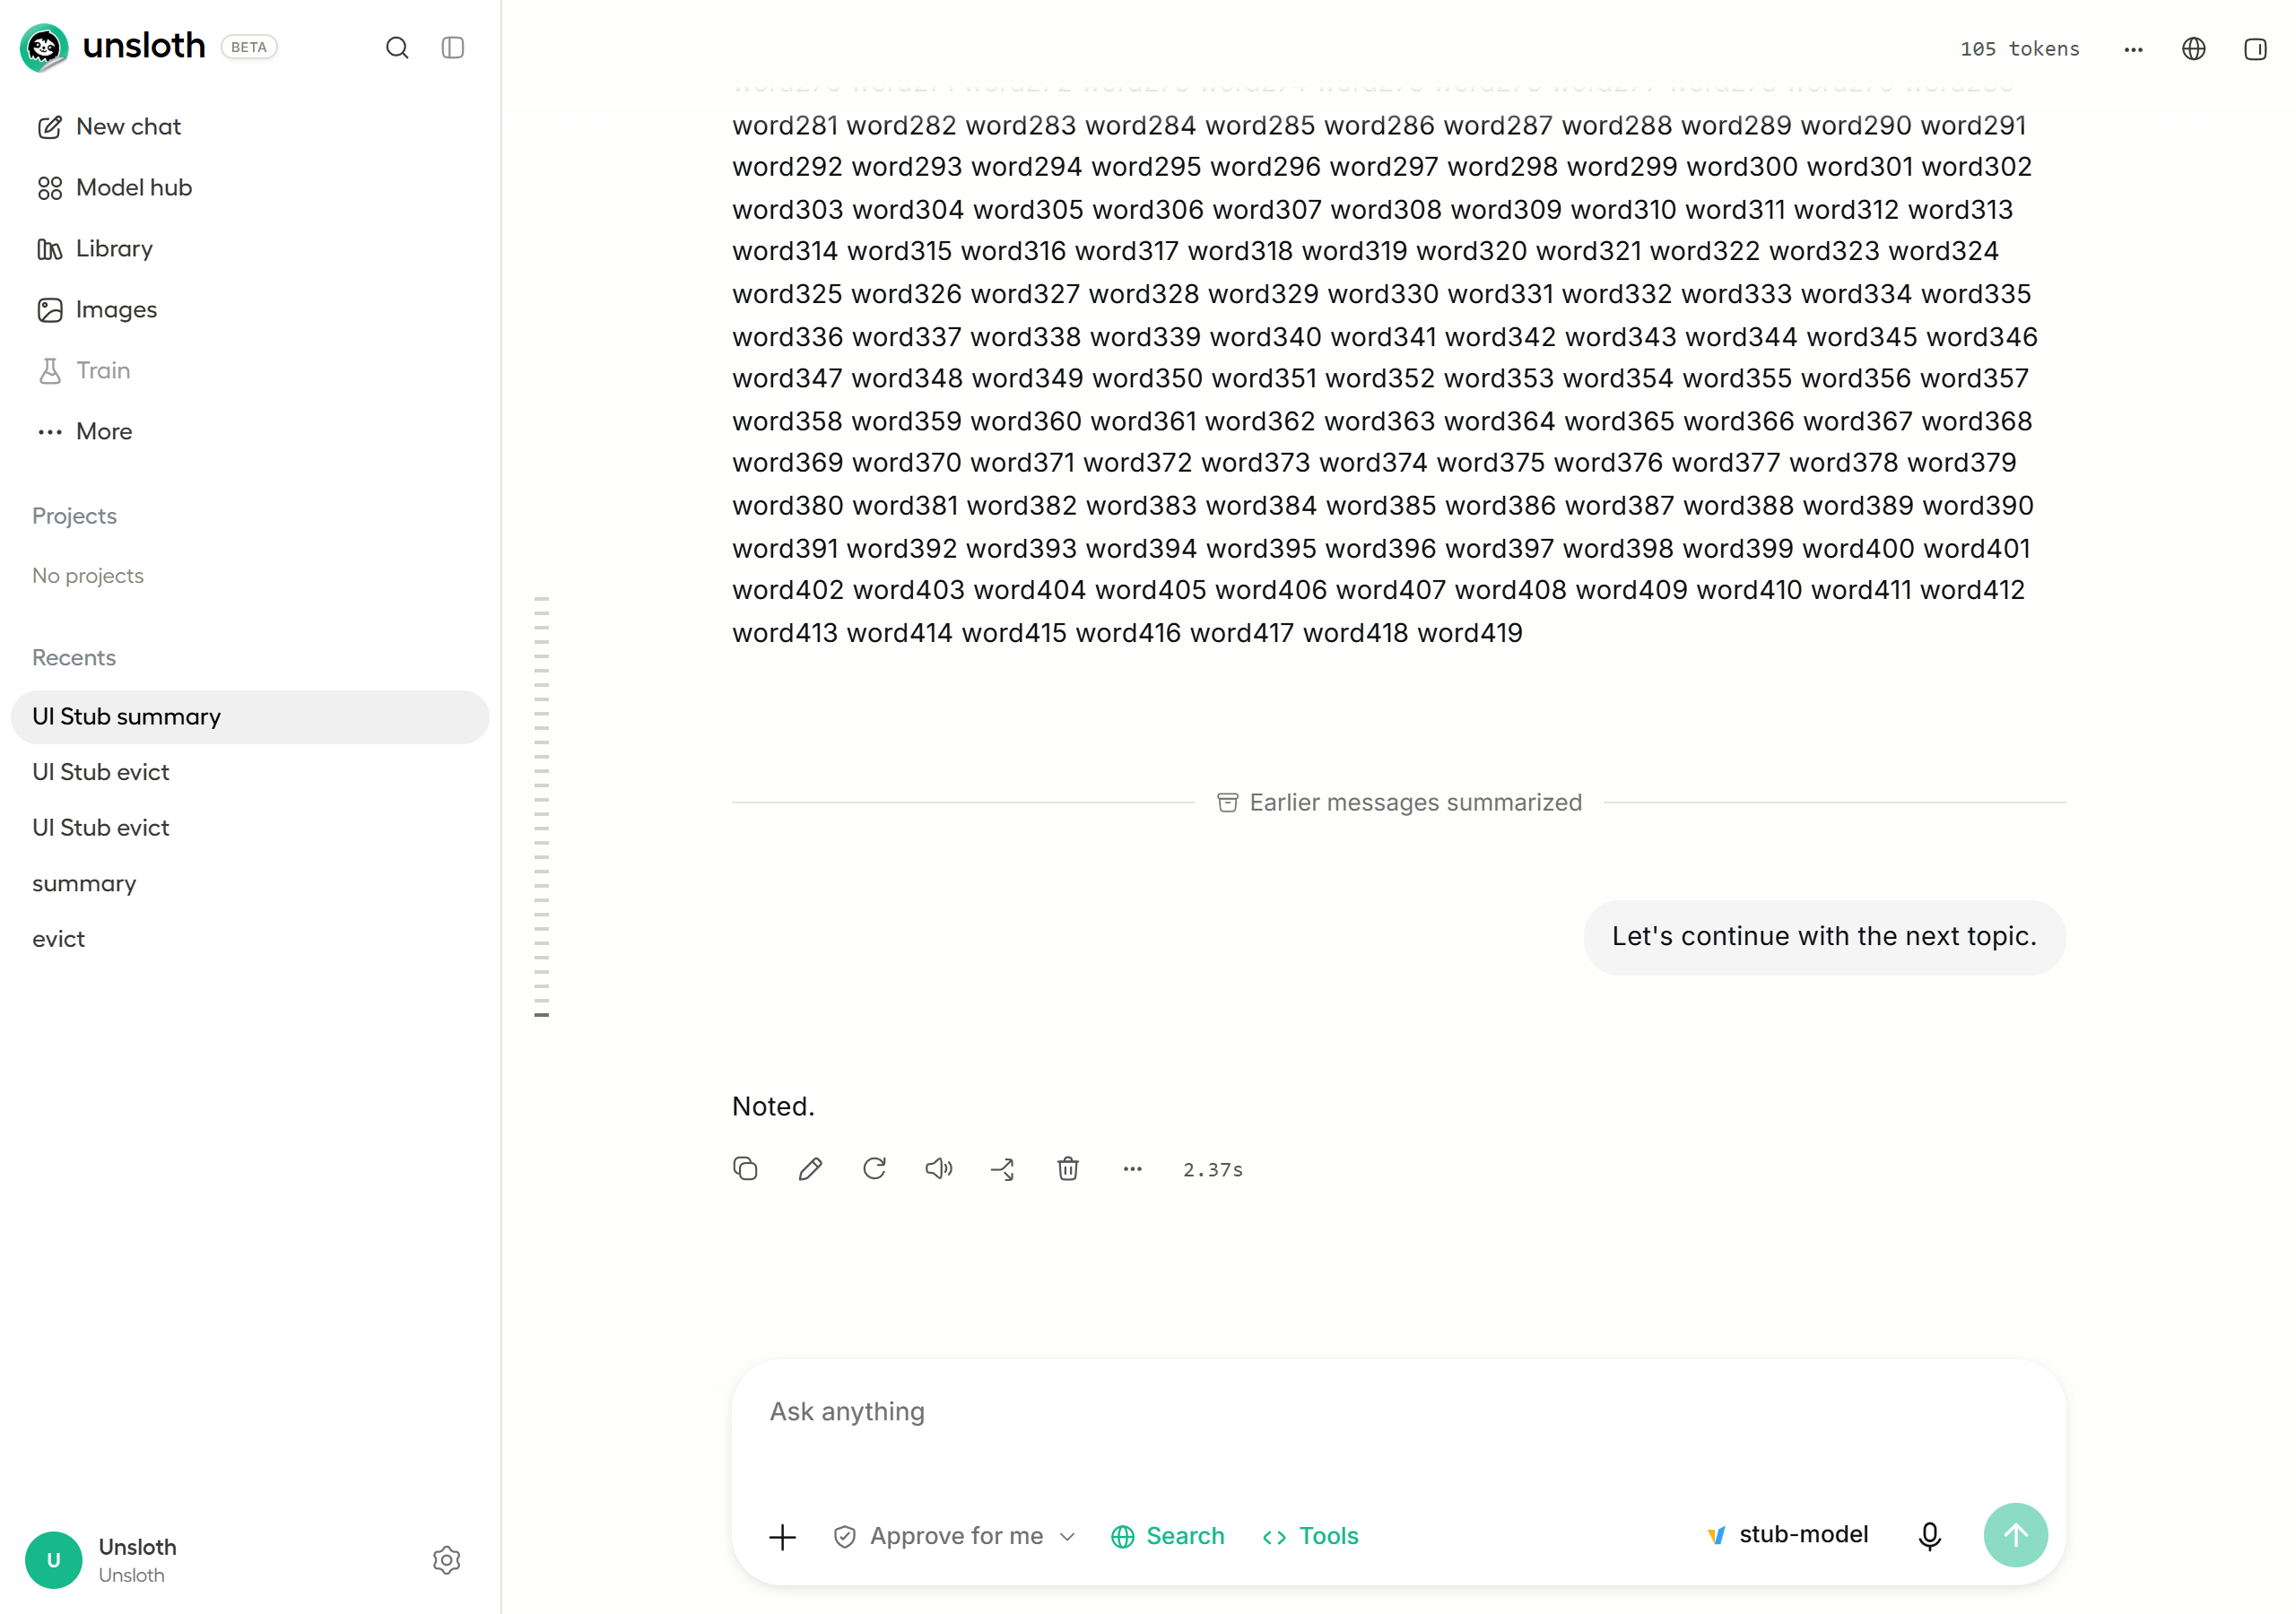 unsloth BETA
New chat
Model hub
Library
Images
Train
More
Projects
No projects
Recents
UI Stub summary
UI Stub evict
UI Stub evict
summary
evict
U
Unsloth
Unsloth
105 tokens
word281 word282 word283 word284 word285 word286 word287 word288 word289 word290 word291
word292 word293 word294 word295 word296 word297 word298 word299 word300 word301 word302
word303 word304 word305 word306 word307 word308 word309 word310 word311 word312 word313
word314 word315 word316 word317 word318 word319 word320 word321 word322 word323 word324
word325 word326 word327 word328 word329 word330 word331 word332 word333 word334 word335
word336 word337 word338 word339 word340 word341 word342 word343 word344 word345 word346
word347 word348 word349 word350 word351 word352 word353 word354 word355 word356 word357
word358 word359 word360 word361 word362 word363 word364 word365 word366 word367 word368
word369 word370 word371 word372 word373 word374 word375 word376 word377 word378 word379
word380 word381 word382 word383 word384 word385 word386 word387 word388 word389 word390
word391 word392 word393 word394 word395 word396 word397 word398 word399 word400 word401
word402 word403 word404 word405 word406 word407 word408 word409 word410 word411 word412
word413 word414 word415 word416 word417 word418 word419
Earlier messages summarized
Let's continue with the next topic.
Noted.
2.37s
Ask anything
Approve for me
Search
Tools
stub-model